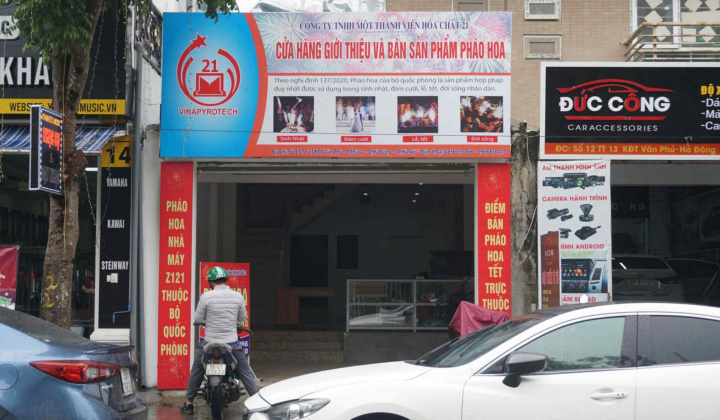 KHA
WEBSITE
MUSIC.VN
14
YAMAHA
KAWAI
STEINWAY
21
VINAPYROTECH
CÔNG TY TNHH MỘT THÀNH VIÊN HÓA CHẤT 21
CỬA HÀNG GIỚI THIỆU VÀ BÁN SẢN PHẨM PHÁO HOA
Theo nghị định 137/2020, Pháo hoa của bộ quốc phòng là sản phẩm hợp pháp
duy nhất được sử dụng trong sinh nhật, đám cưới, lễ, tết, đời sống nhân dân.
Sinh Nhật
Đám cưới
Lễ, tết
Đời sống
PHÁO
HOA
NHÀ
MÁY
Z121
THUỘC
BỘ
QUỐC
PHÒNG
ĐIỂM
BÁN
PHÁO
HOA
TẾT
TRỰC
THUỘC
ĐỨC CÔNG
CARACCESSORIES
ĐC: Số 12 TT 13 KĐT Văn Phú- Hà Đông
CAMERA HÀNH TRÌNH